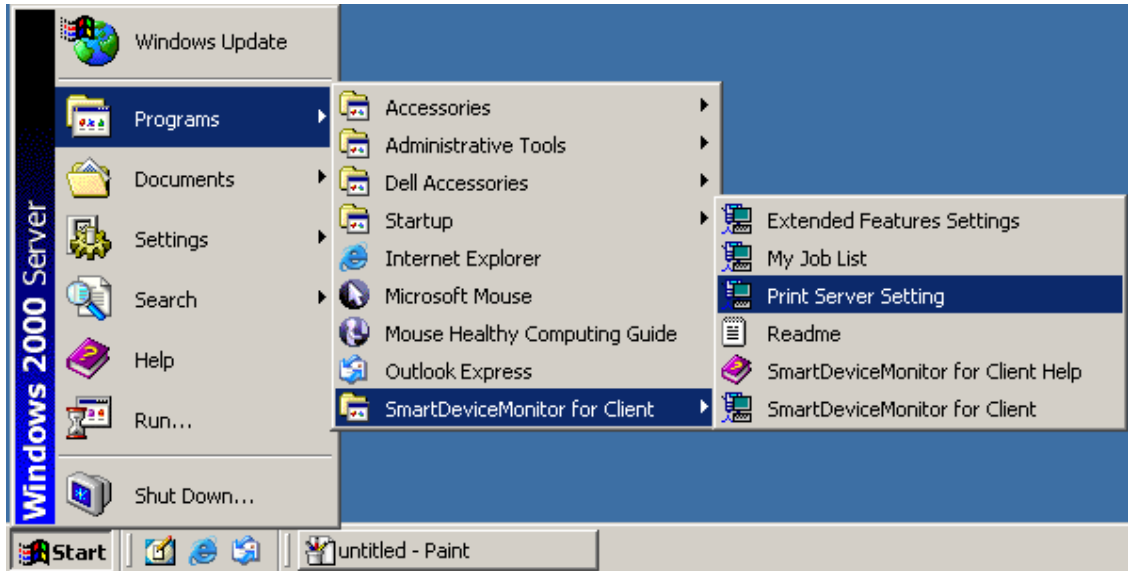 Windows Update
Programs
Documents
Settings
Search
Help
Run...
Shut Down...
Windows 2000 Server
Accessories
Administrative Tools
Dell Accessories
Startup
Internet Explorer
Microsoft Mouse
Mouse Healthy Computing Guide
Outlook Express
SmartDeviceMonitor for Client
Extended Features Settings
My Job List
Print Server Setting
Readme
SmartDeviceMonitor for Client Help
SmartDeviceMonitor for Client
Start
untitled - Paint